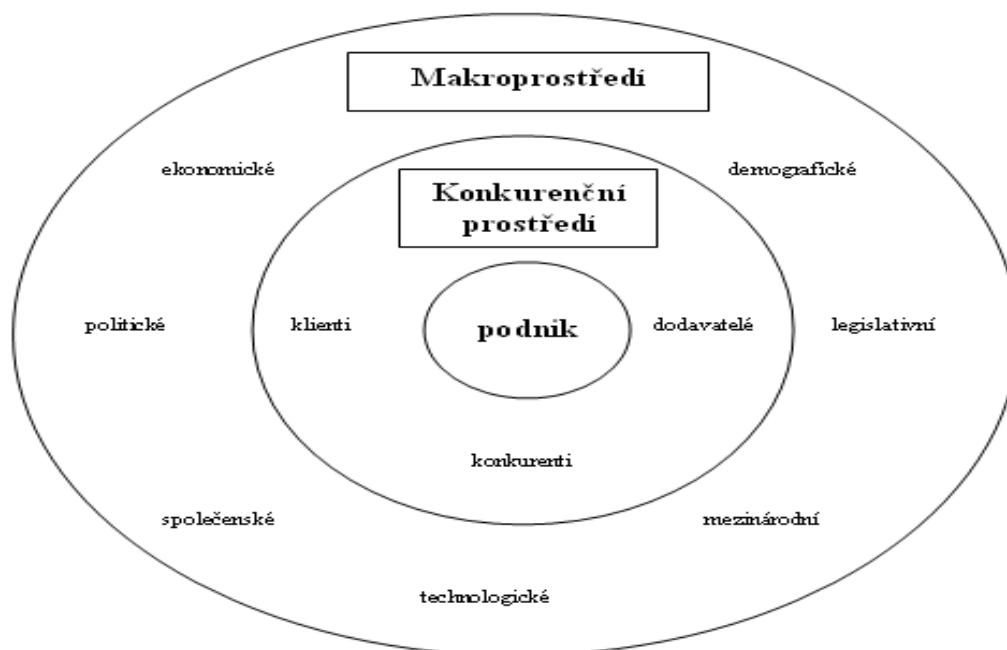 Makroprostředí
ekonomické
demografické
Konkurenční
prostředí
politické
klienti
podnik
dodavatelé
legislativní
konkurenti
společenské
mezinárodní
technologické